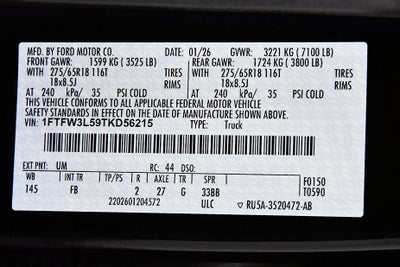 MFD. BY FORD MOTOR CO. 01/26 GVWR: 3221 KG ( 7100 LB)
FRONT GAWR: 1599 KG ( 3525 LB) REAR GAWR: 1724 KG ( 3800 LB)
WITH 275/65R18 116T TIRES WITH 275/65R18 116T TIRES
18x8.5J RIMS 18x8.5J RIMS
AT 240 kPa/ 35 PSI COLD AT 240 kPa/ 35 PSI COLD
THIS VEHICLE CONFORMS TO ALL APPLICABLE FEDERAL MOTOR VEHICLE
SAFETY STANDARDS IN EFFECT ON THE DATE OF MANUFACTURE SHOWN ABOVE.
VIN: 1FTFW3L59TKD56215 TYPE: Truck
EXT PNT: UM RC: 44 DSO:
WB INT TR TP/PS R AXLE TR SPR F0150
145 FB 2 27 G 33BB T0590
2202601204572 ULC RU5A-3520472-AB